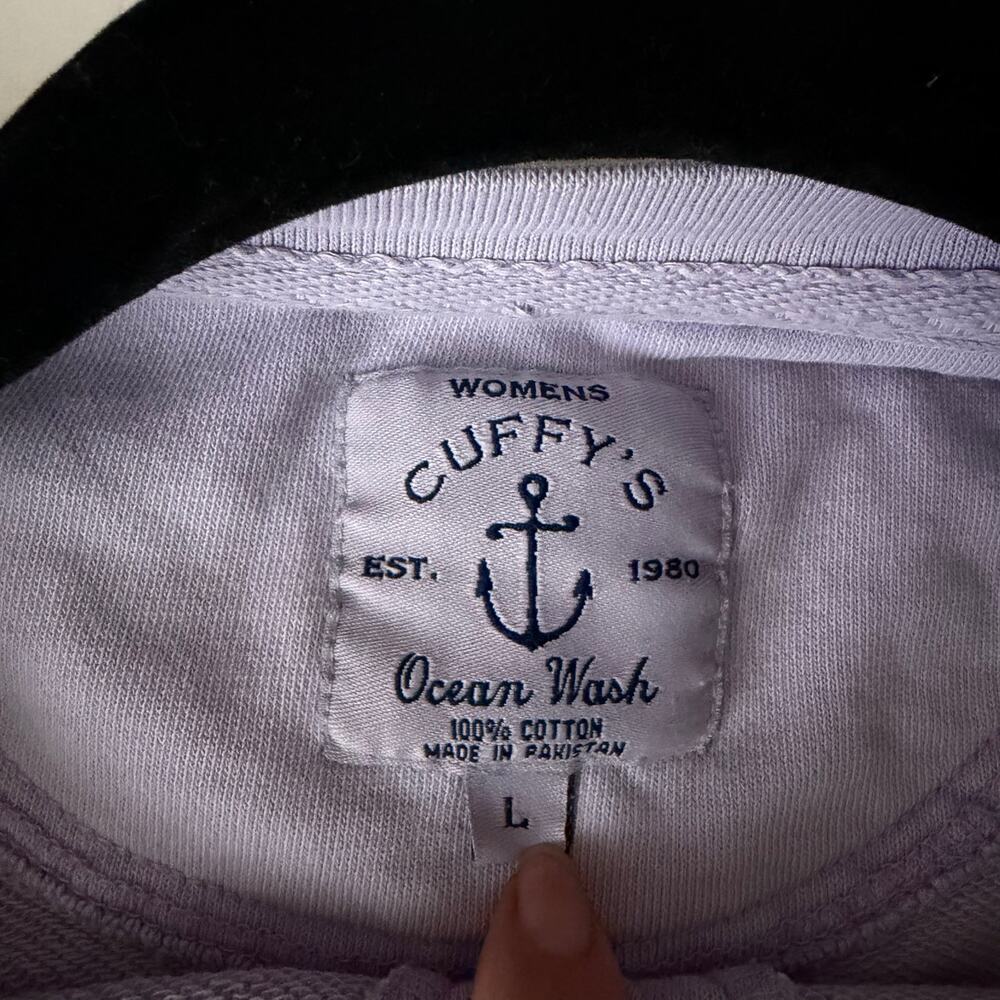 WOMENS
CUFFY'S
EST. 1980
Ocean Wash
100% COTTON
MADE IN PAKISTAN
L